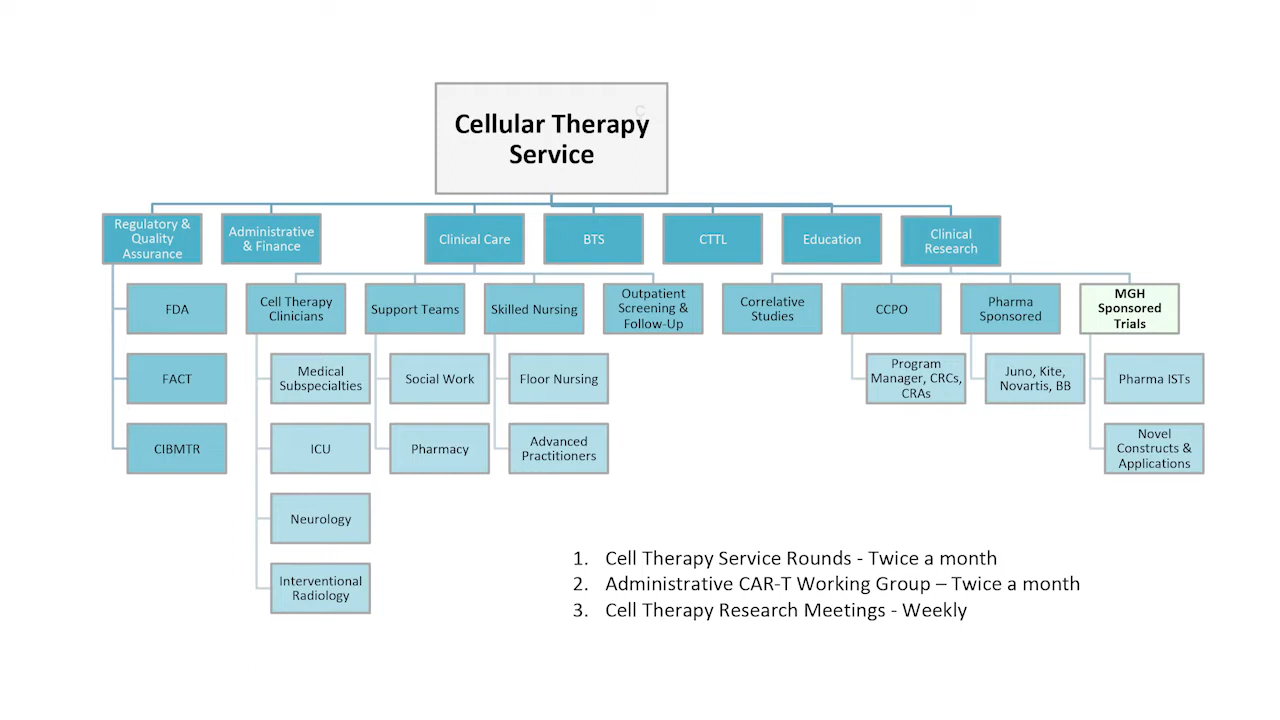 Cellular Therapy
Service
Regulatory &
Quality
Assurance
Administrative
& Finance
Clinical Care
BTS
CTTL
Education
Clinical
Research
FDA
FACT
CIBMTR
Cell Therapy
Clinicians
Medical
Subspecialties
ICU
Neurology
Interventional
Radiology
Support Teams
Social Work
Pharmacy
Skilled Nursing
Floor Nursing
Advanced
Practitioners
Outpatient
Screening &
Follow-Up
Correlative
Studies
CCPO
Program
Manager, CRCs,
CRAs
Pharma
Sponsored
Juno, Kite,
Novartis, BB
MGH
Sponsored
Trials
Pharma ISTs
Novel
Constructs &
Applications
1. Cell Therapy Service Rounds - Twice a month
2. Administrative CAR-T Working Group – Twice a month
3. Cell Therapy Research Meetings - Weekly